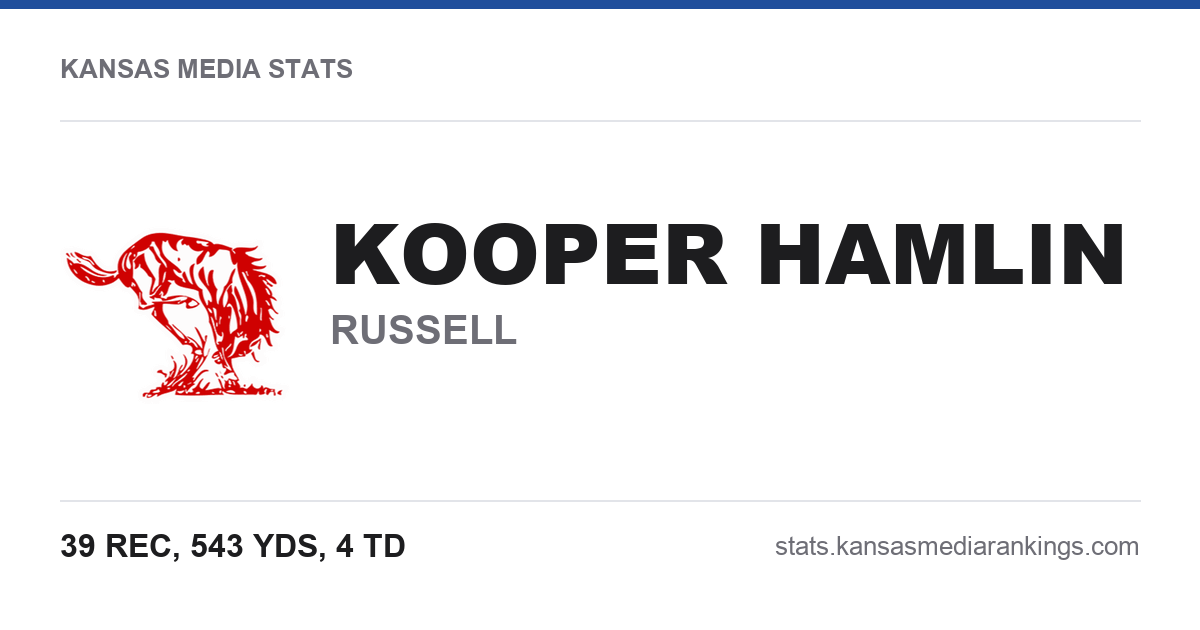 KANSAS MEDIA STATS
KOOPER HAMLIN
RUSSELL
39 REC, 543 YDS, 4 TD
stats.kansasmediarankings.com